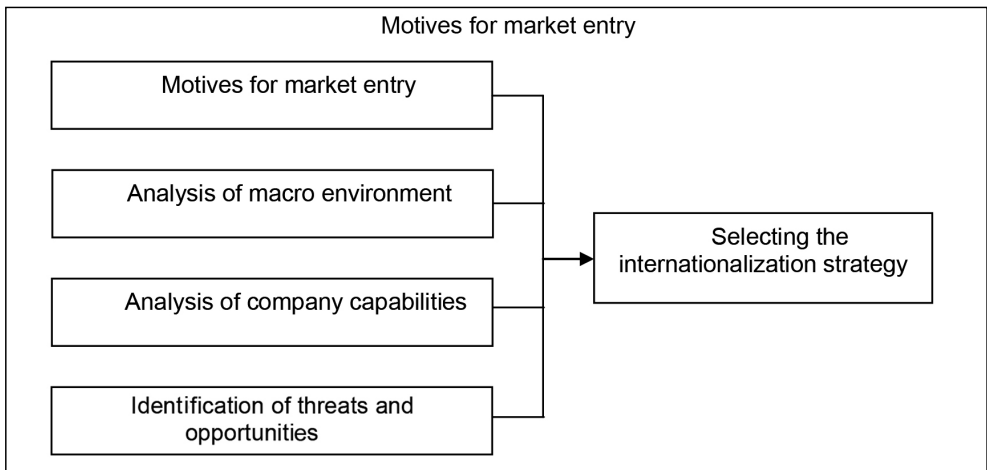 Motives for market entry
Motives for market entry
Analysis of macro environment
Analysis of company capabilities
Identification of threats and
opportunities
Selecting the
internationalization strategy